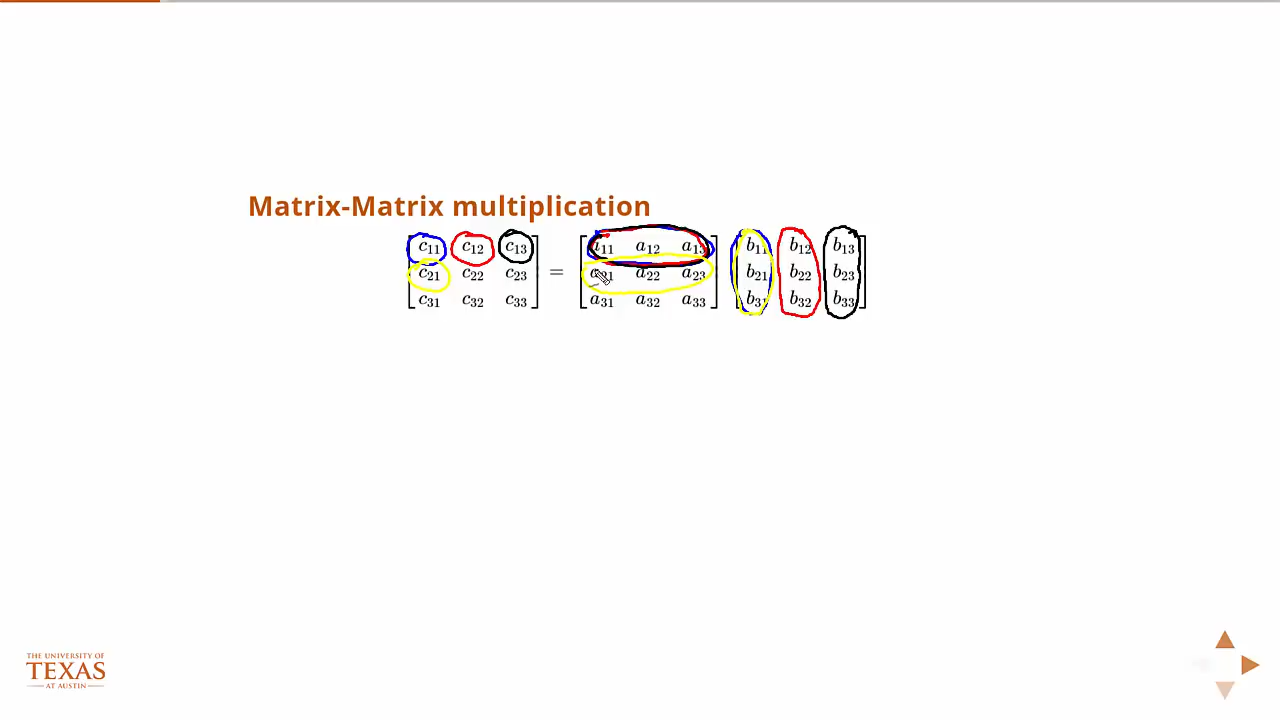 Matrix-Matrix multiplication
c11 c12 c13 a11 a12 a13 b11 b12 b13
c21 c22 c23 = a21 a22 a23 b21 b22 b23
c31 c32 c33 a31 a32 a33 b31 b32 b33
THE UNIVERSITY OF
TEXAS
AT AUSTIN